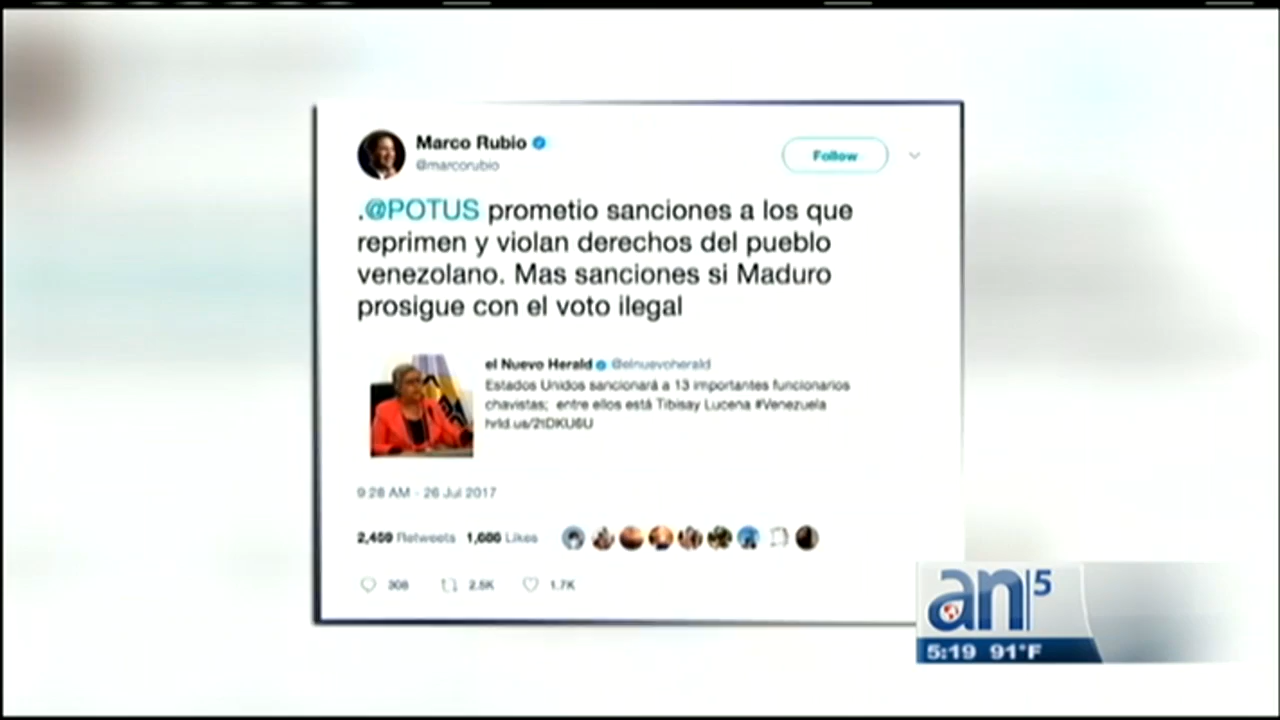 Marco Rubio
@marcorubio
Follow
.@POTUS prometio sanciones a los que
reprimen y violan derechos del pueblo
venezolano. Mas sanciones si Maduro
prosigue con el voto ilegal
el Nuevo Herald @elnuevoherald
Estados Unidos sancionará a 13 importantes funcionarios
chavistas; entre ellos está Tibisay Lucena #Venezuela
hrld.us/2tDKU6U
9:28 AM - 26 Jul 2017
2,459 Retweets 1,686 Likes
308 2.5K 1.7K
an 5
5:19 91°F